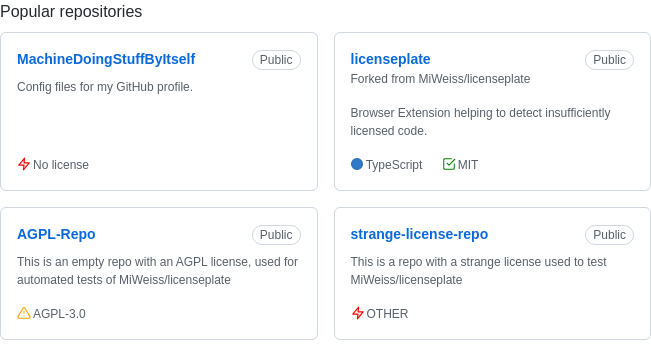 Popular repositories
MachineDoingStuffByItself
Public
Config files for my GitHub profile.
No license
licenseplate
Public
Forked from MiWeiss/licenseplate
Browser Extension helping to detect insufficiently
licensed code.
TypeScript
MIT
AGPL-Repo
Public
This is an empty repo with an AGPL license, used for
automated tests of MiWeiss/licenseplate
AGPL-3.0
strange-license-repo
Public
This is a repo with a strange license used to test
MiWeiss/licenseplate
OTHER